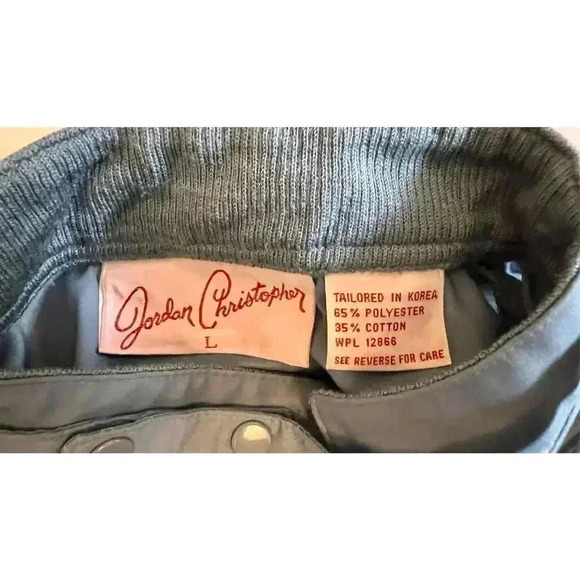 Jordan Christopher
L
TAILORED IN KOREA
65% POLYESTER
35% COTTON
WPL 12866
SEE REVERSE FOR CARE